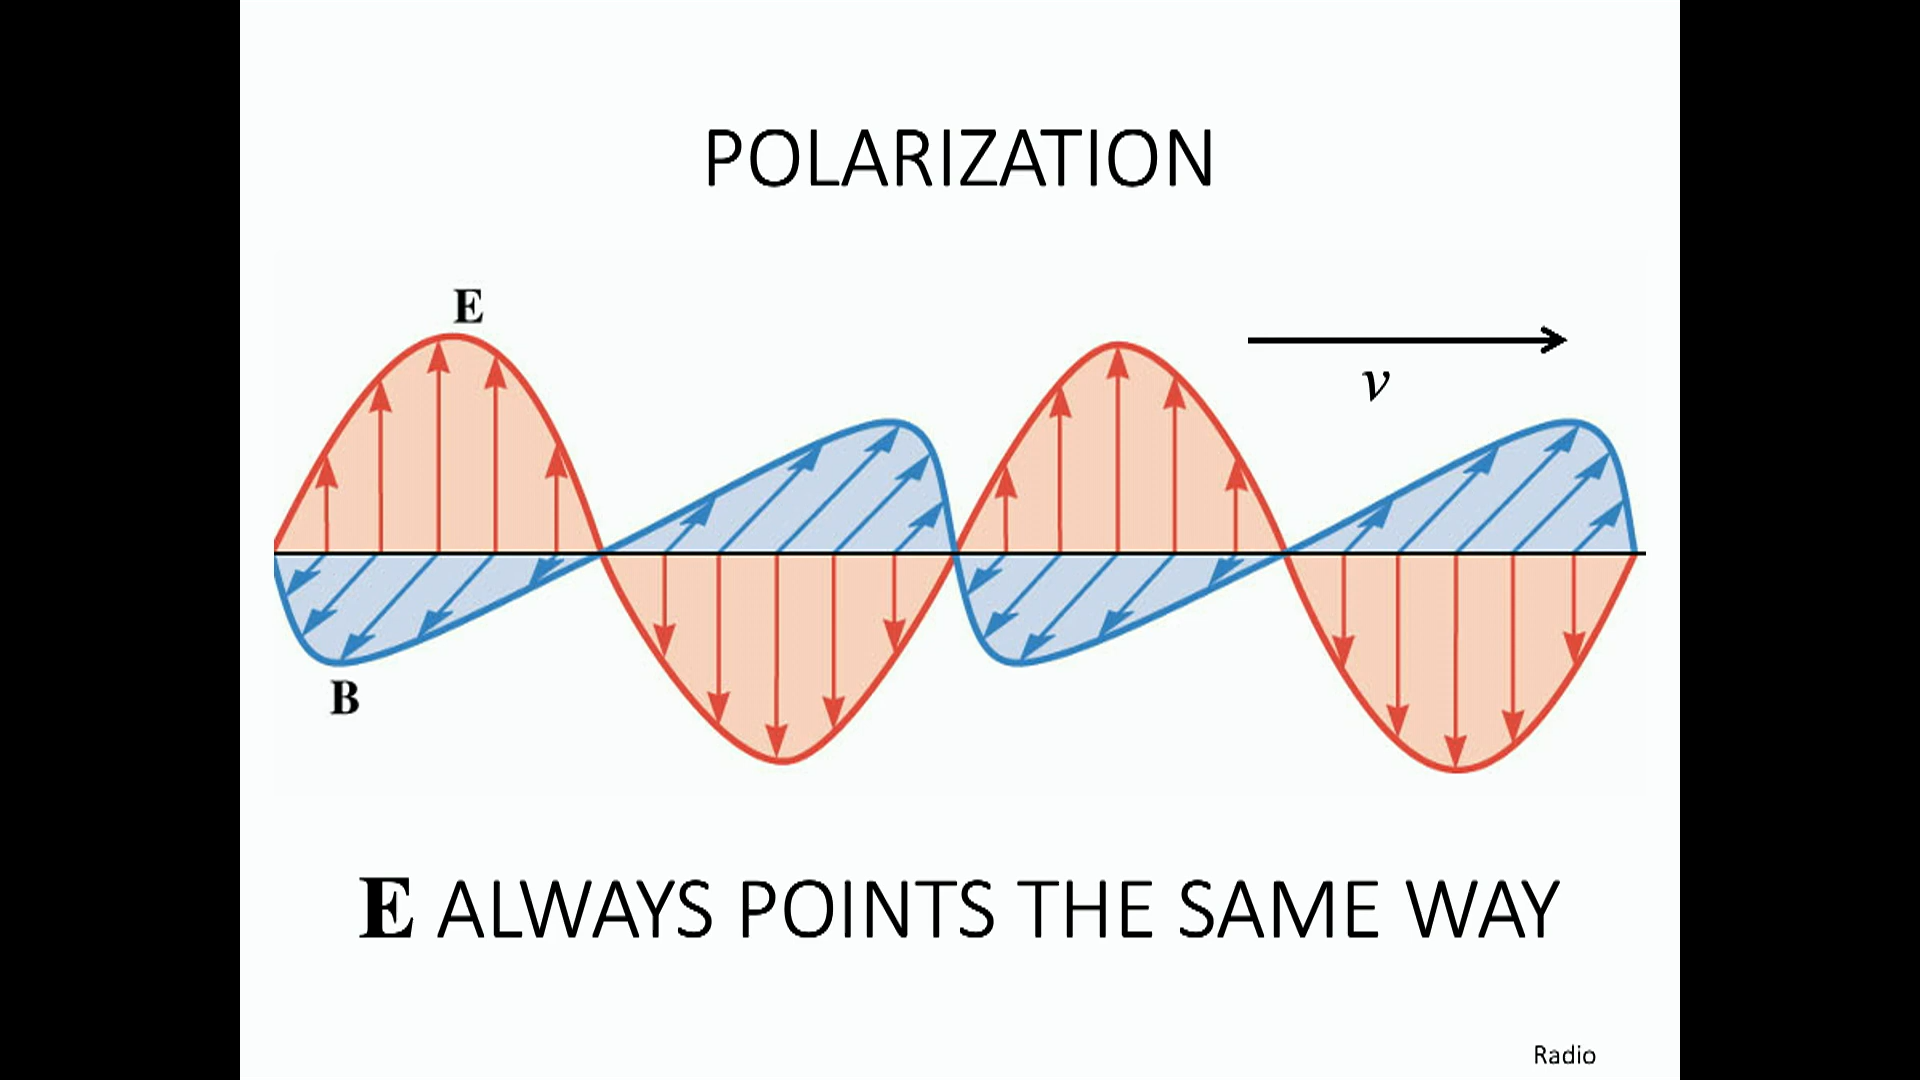 POLARIZATION
E
v
B
E ALWAYS POINTS THE SAME WAY
Radio